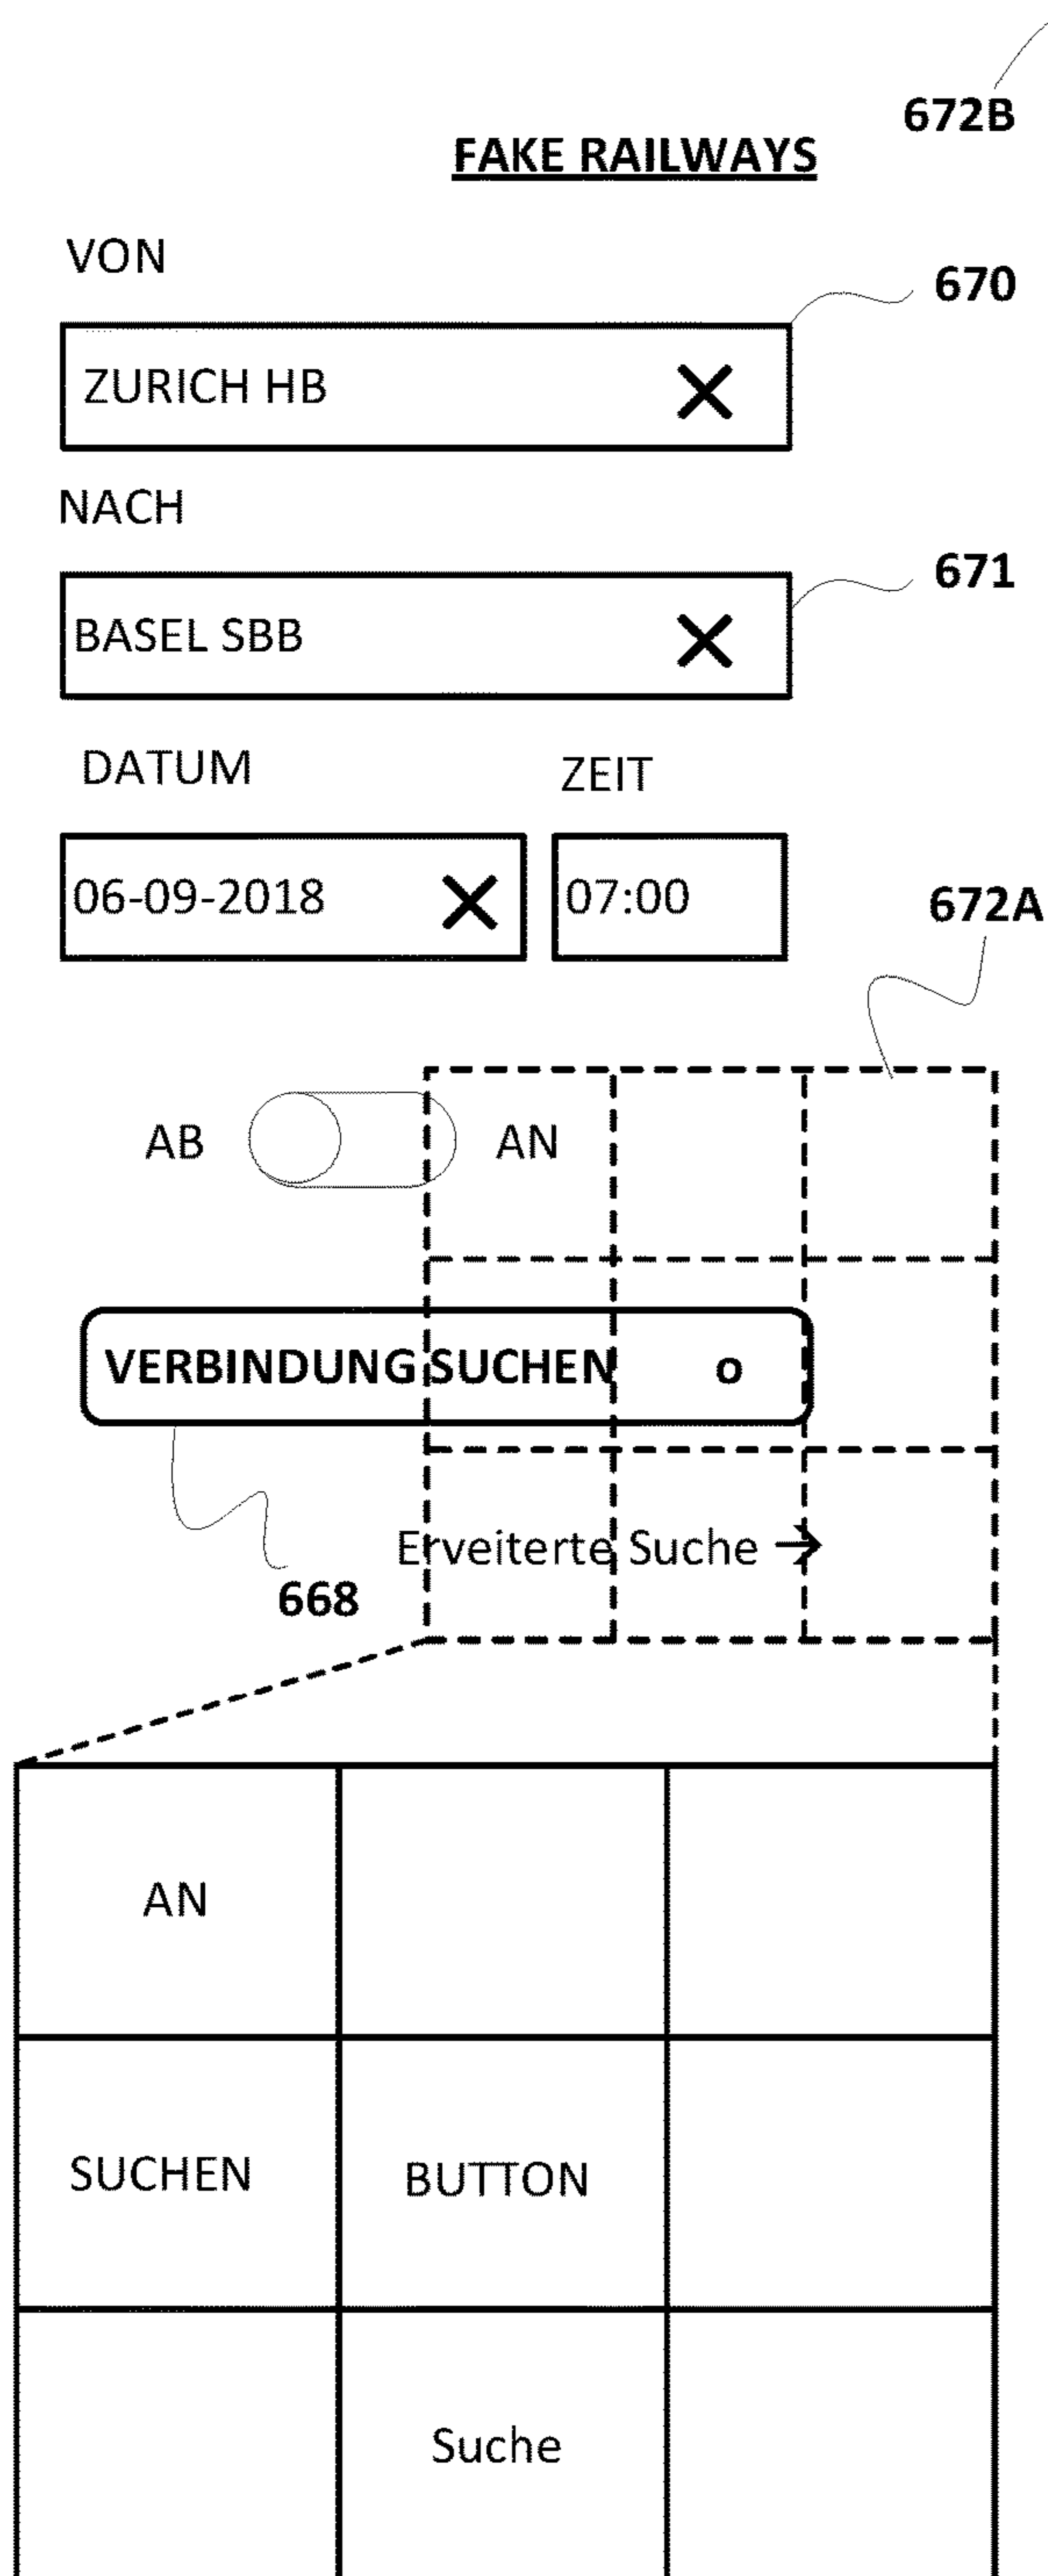 672B
FAKE RAILWAYS
VON
670
ZURICH HB
NACH
671
BASEL SBB
DATUM ZEIT
06-09-2018 07:00
672A
AB AN
VERBINDUNG SUCHEN o
Erveiterte Suche →
668
AN
SUCHEN BUTTON
Suche